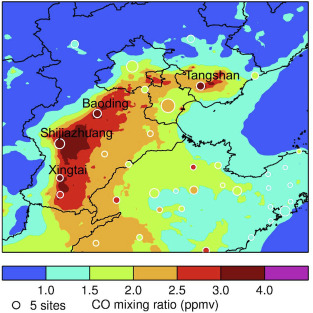 Tangshan
Baoding
Shijiazhuang
Xingtai
1.0 1.5 2.0 2.5 3.0 4.0
5 sites CO mixing ratio (ppmv)